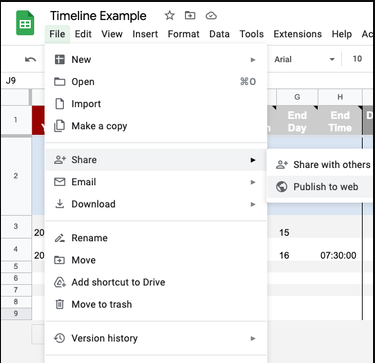 Timeline Example
File Edit View Insert Format Data Tools Extensions Help Ac
Arial 10
J9
New
Open ⌘O
Import
Make a copy
Share
Share with others
Publish to web
Email
Download
Rename
Move
Add shortcut to Drive
Move to trash
Version history
G H
1 End Day End Time D
2
3 20 15
4 20 16 07:30:00
5
6
7
8
9